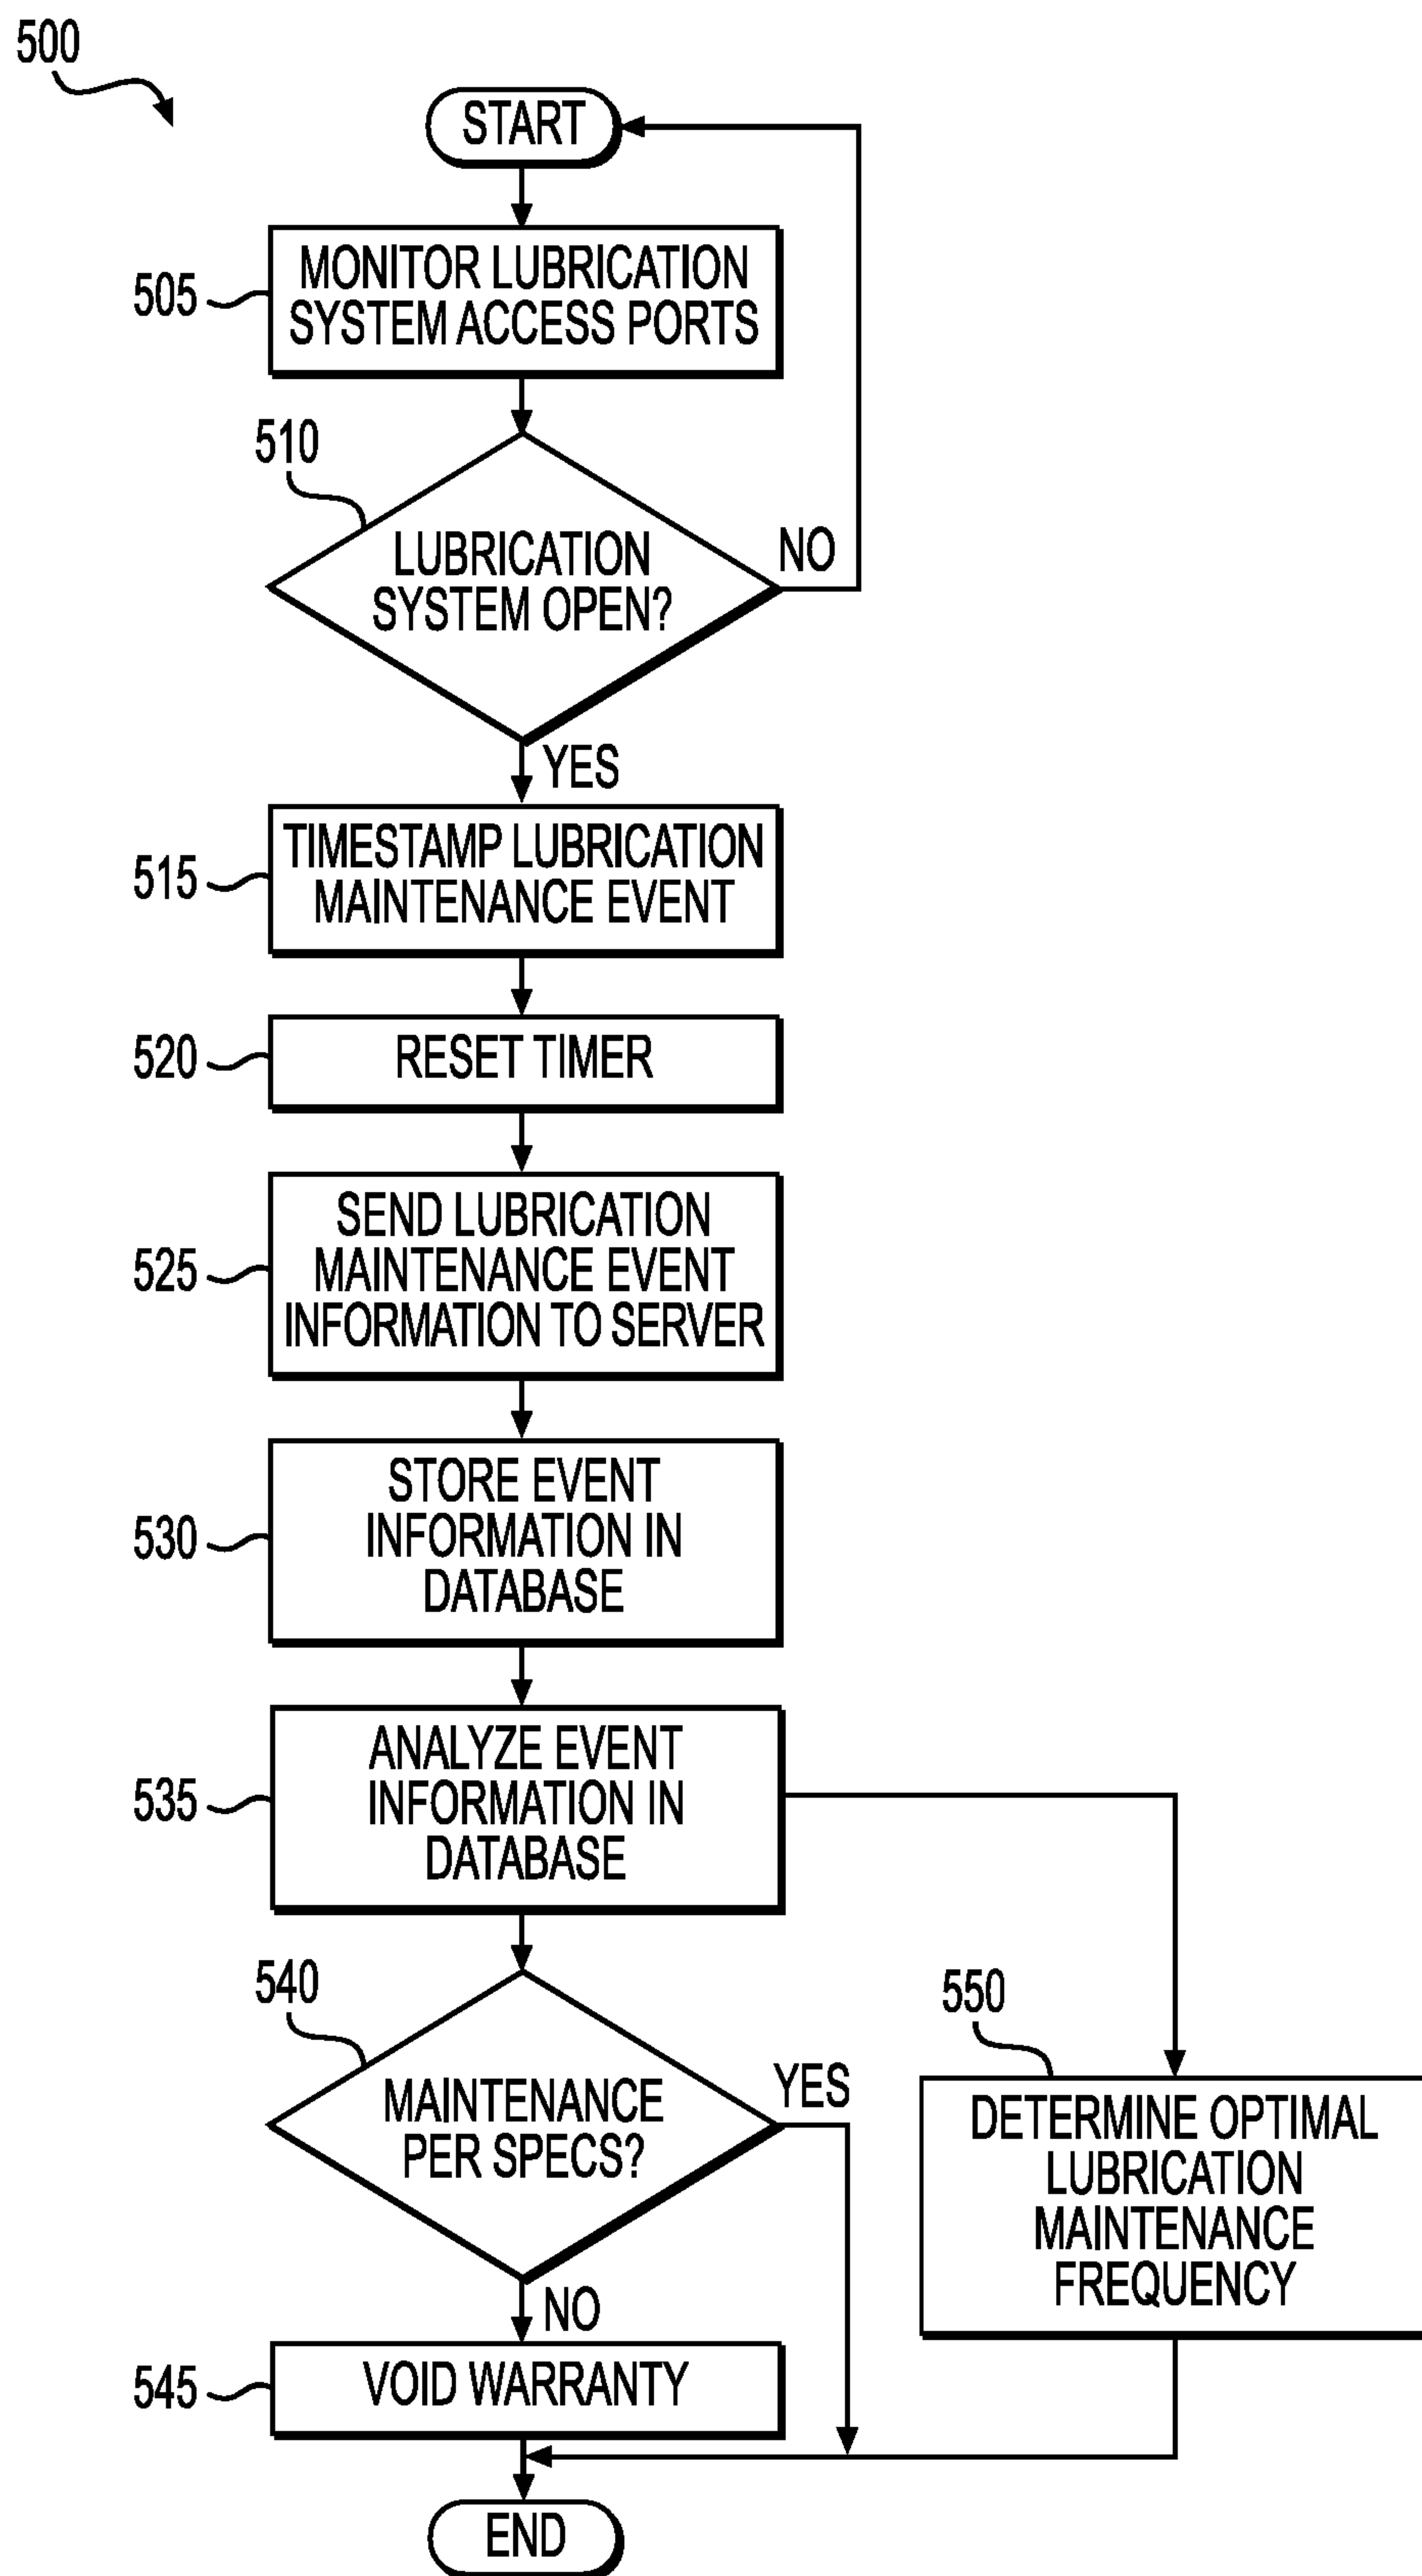 500
START
505
MONITOR LUBRICATION
SYSTEM ACCESS PORTS
510
LUBRICATION
SYSTEM OPEN?
NO
YES
515
TIMESTAMP LUBRICATION
MAINTENANCE EVENT
520
RESET TIMER
525
SEND LUBRICATION
MAINTENANCE EVENT
INFORMATION TO SERVER
530
STORE EVENT
INFORMATION IN
DATABASE
535
ANALYZE EVENT
INFORMATION IN
DATABASE
540
MAINTENANCE
PER SPECS?
YES
NO
550
DETERMINE OPTIMAL
LUBRICATION
MAINTENANCE
FREQUENCY
545
VOID WARRANTY
END